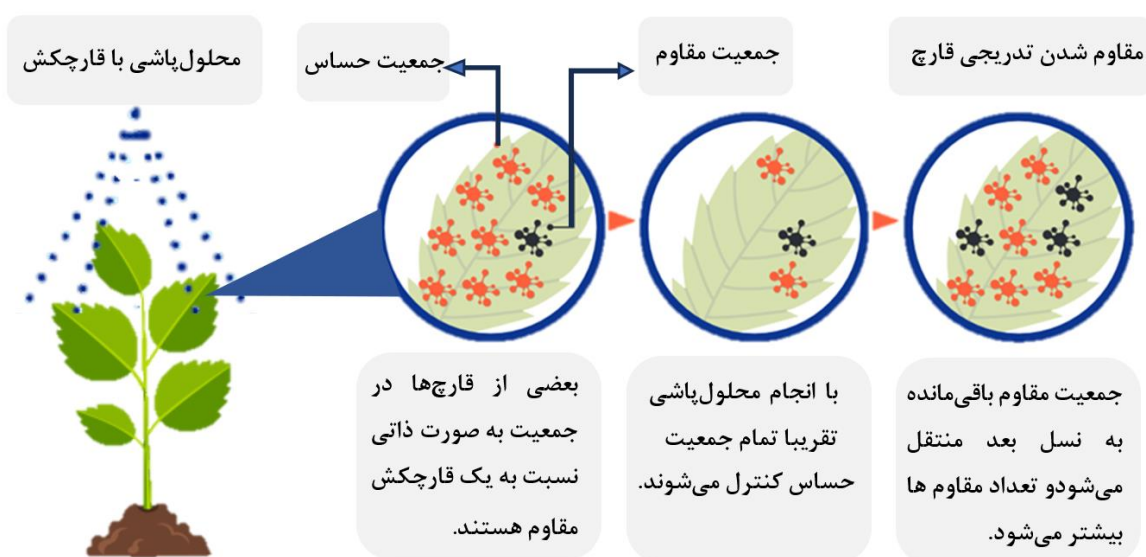 مقاوم شدن تدریجی قارچ
جمعیت مقاوم
جمعیت حساس
محلول‌پاشی با قارچکش
جمعیت مقاوم باقی‌مانده
به نسل بعد منتقل
می‌شودو تعداد مقاوم ها
بیشتر می‌شود.
با انجام محلول‌پاشی
تقریبا تمام جمعیت
حساس کنترل می‌شوند.
بعضی از قارچ‌ها در
جمعیت به صورت ذاتی
نسبت به یک قارچکش
مقاوم هستند.